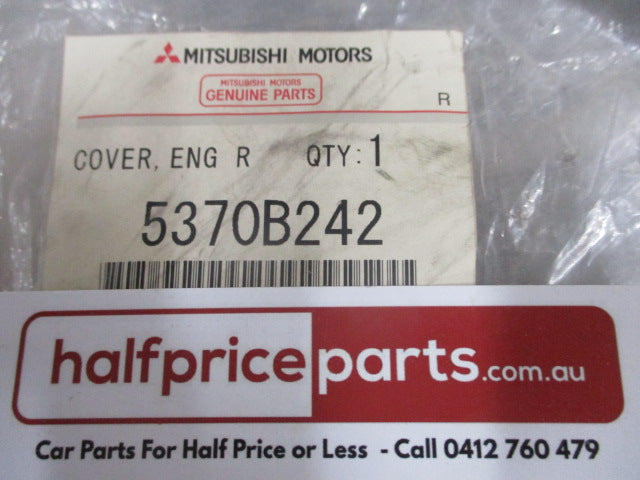 MITSUBISHI MOTORS
MITSUBISHI MOTORS
GENUINE PARTS
R
COVER, ENG R QTY: 1
5370B242
halfpriceparts.com.au
Car Parts For Half Price or Less - Call 0412 760 479